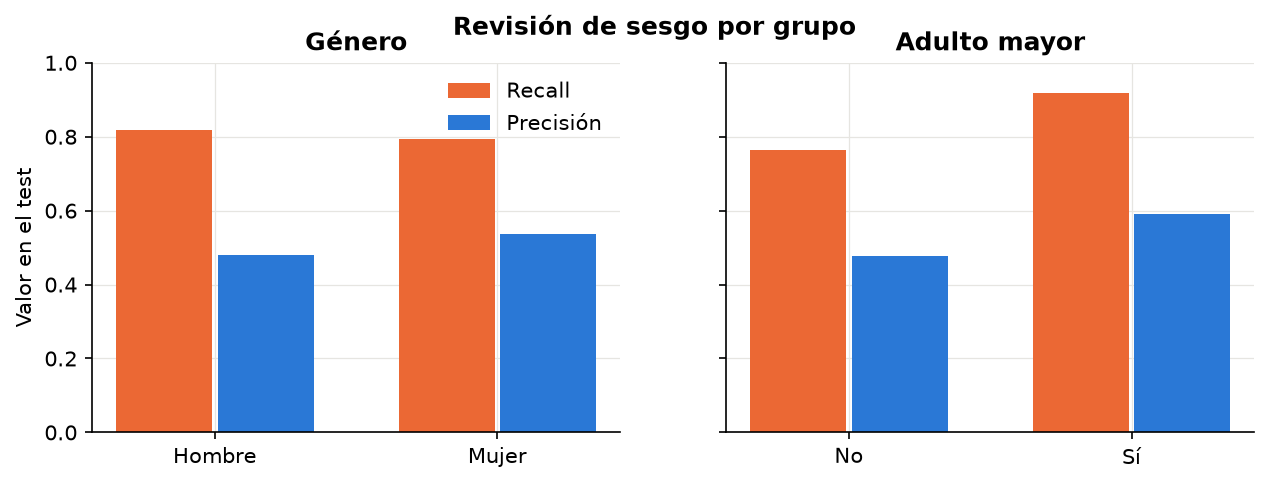 Revisión de sesgo por grupo
Género
Adulto mayor
Valor en el test
1.0
0.8
0.6
0.4
0.2
0.0
Recall
Precisión
Hombre
Mujer
No
Sí